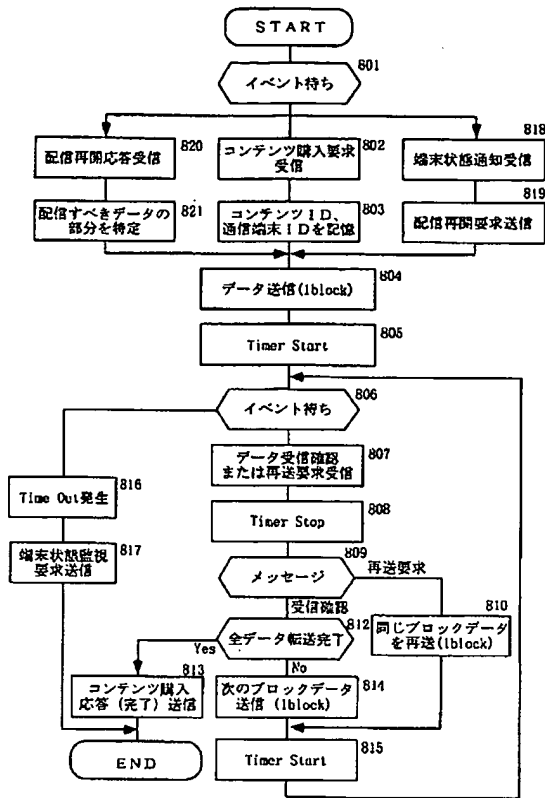 START
801
イベント待ち
820
配信再開応答受信
802
コンテンツ購入要求
受信
818
端末状態通知受信
821
配信すべきデータの
部分を特定
803
コンテンツID、
通信端末IDを記憶
819
配信再開要求送信
804
データ送信(1block)
805
Timer Start
806
イベント待ち
807
データ受信確認
または再送要求受信
816
Time Out発生
808
Timer Stop
817
端末状態監視
要求送信
809
メッセージ
再送要求
受信確認
810
同じブロックデータ
を再送(1block)
812
全データ転送完了
Yes
No
813
コンテンツ購入
応答(完了)送信
814
次のブロックデータ
送信(1block)
815
Timer Start
END